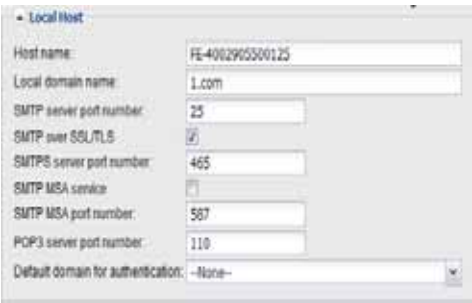 Local Host
Host name: FE-4002905500125
Local domain name: 1.com
SMTP server port number: 25
SMTP over SSL/TLS
SMTPS server port number: 465
SMTP MSA service
SMTP MSA port number: 587
POP3 server port number: 110
Default domain for authentication: --None--